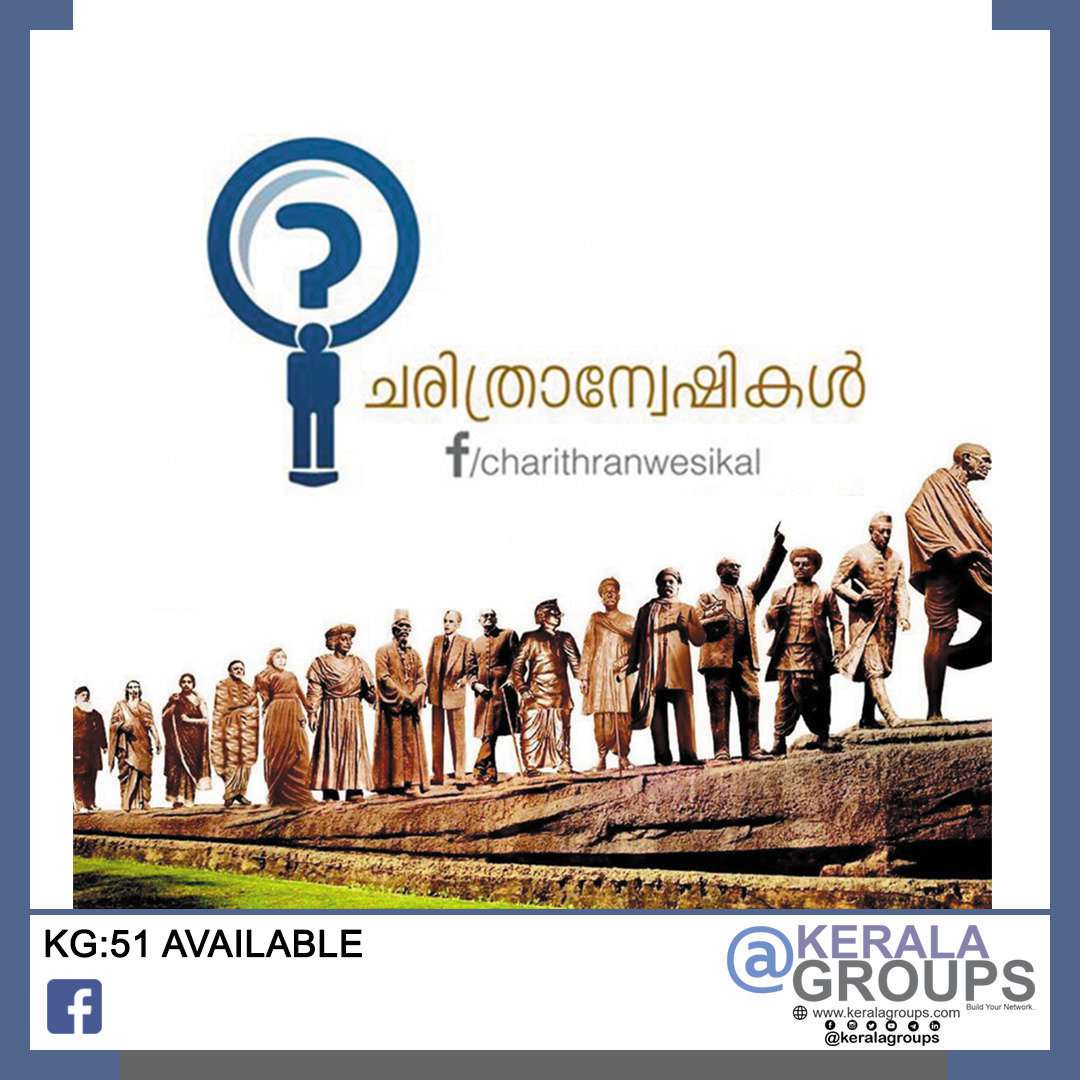 ?
ചരിത്രാന്വേഷികൾ
f/charithranwesikal
KG:51 AVAILABLE
f
@KERALA
GROUPS
Build Your Network..
www.keralagroups.com
@keralagroups